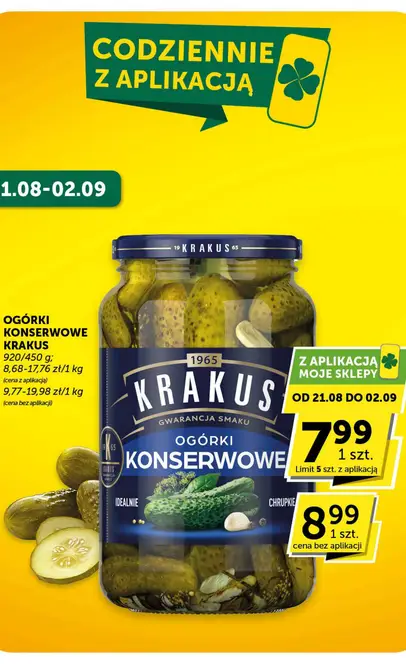 CODZIENNIE
Z APLIKACJĄ
1.08-02.09
19 KRAKUS 65
OGÓRKI
KONSERWOWE
KRAKUS
920/450 g;
8,68-17,76 zł/1 kg
(cena z aplikacją)
9,77-19,98 zł/1 kg
(cena bez aplikacji)
1965
KRAKUS
GWARANCJA SMAKU
OGÓRKI
KONSERWOWE
IDEALNIE
CHRUPKIE
Z APLIKACJĄ
MOJE SKLEPY
OD 21.08 DO 02.09
7,99
1 szt.
Limit 5 szt. z aplikacją
8,99
1 szt.
cena bez aplikacji